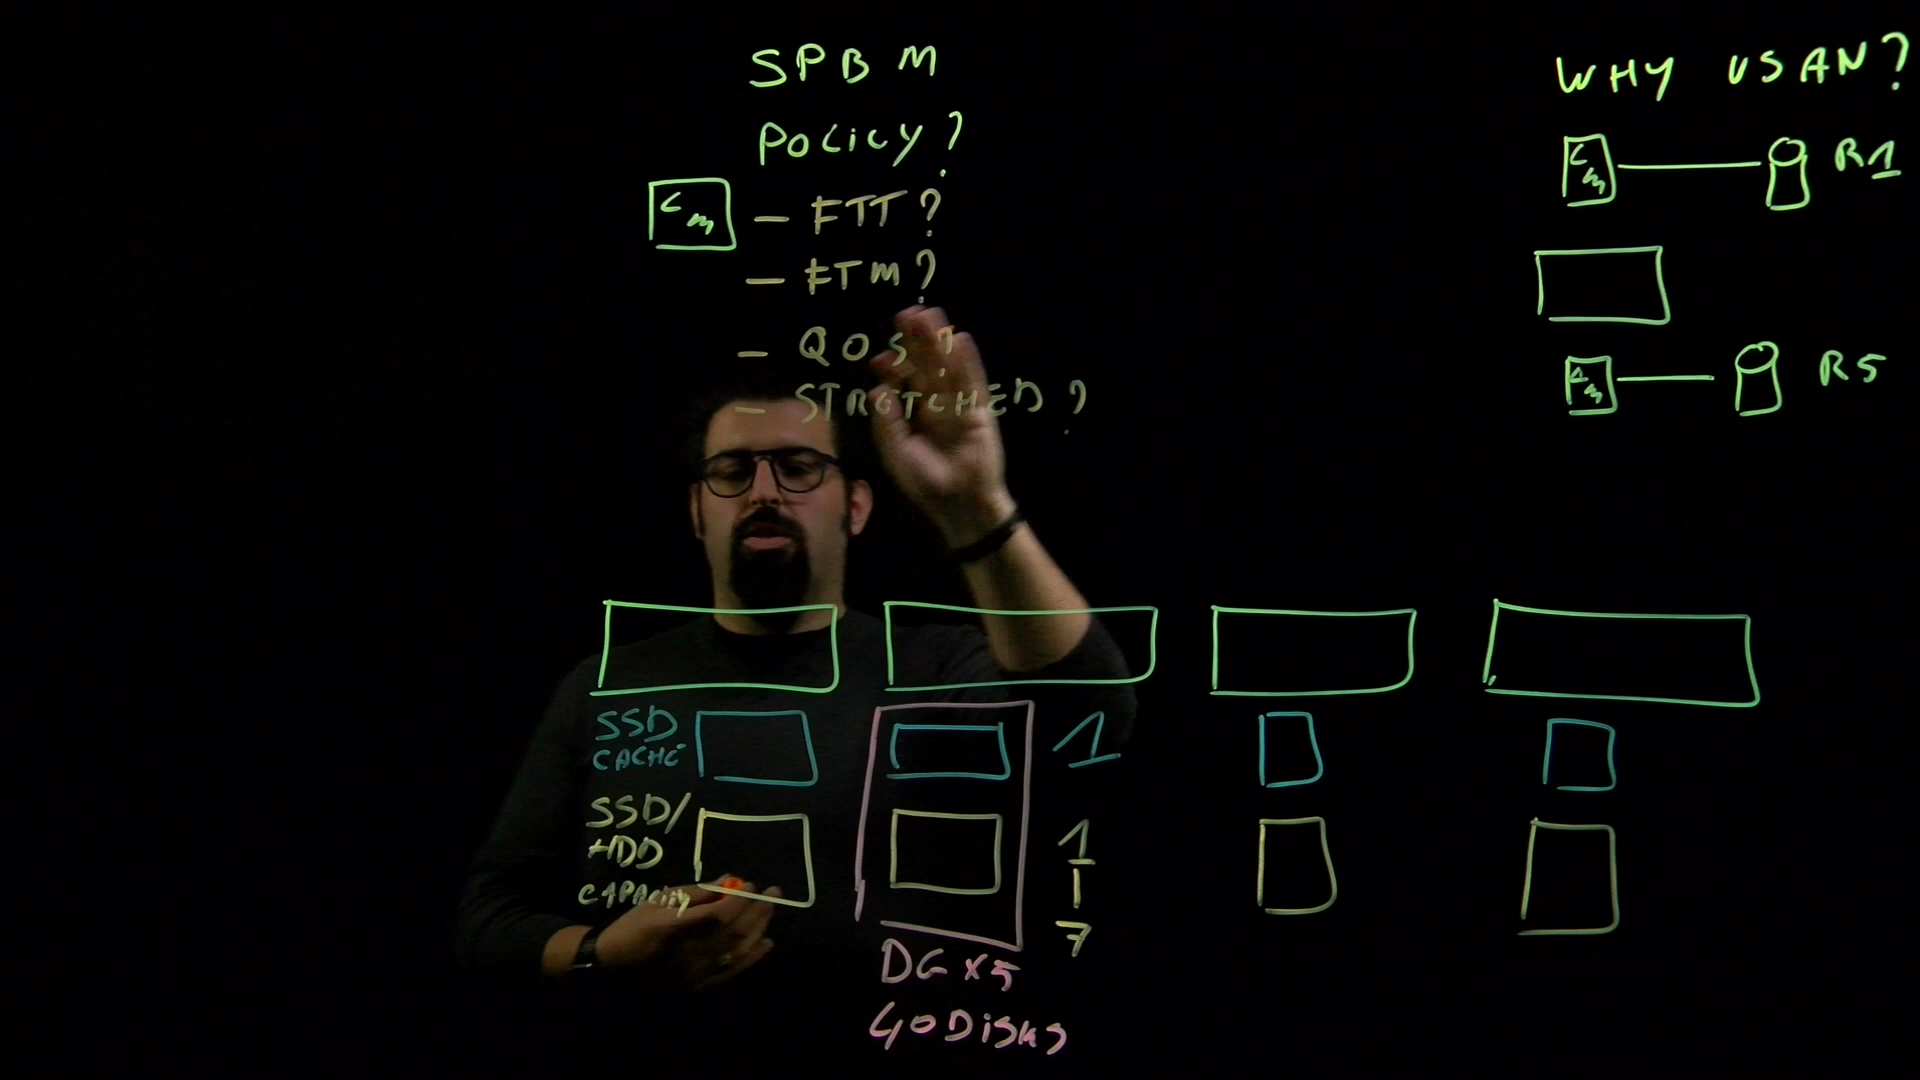 SPBM
POLICY?
- FTT?
- FTM?
- QOS?
- STRETCHED?
WHY VSAN?
R1
R5
SSD
CACHE
1
SSD/
HDD
CAPACITY
1
7
DG x5
40 DISKS